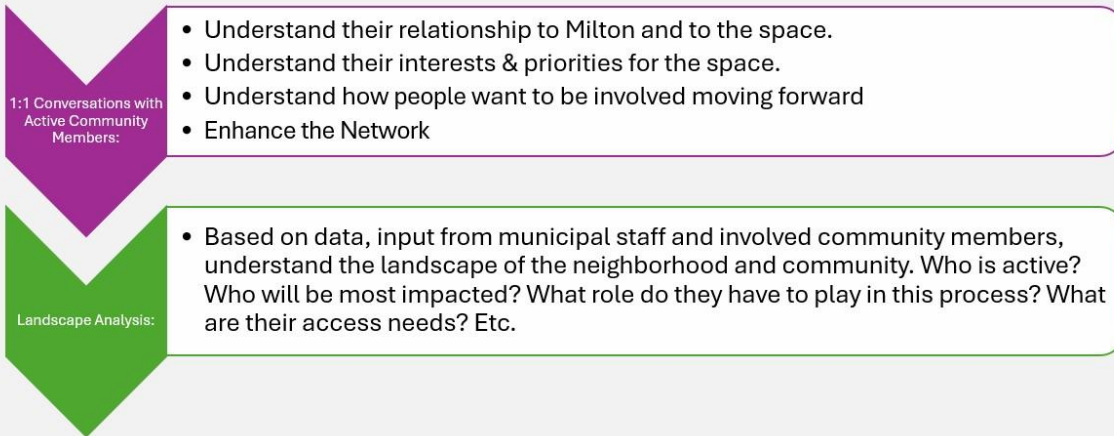 1:1 Conversations with
Active Community
Members:
• Understand their relationship to Milton and to the space.
• Understand their interests & priorities for the space.
• Understand how people want to be involved moving forward
• Enhance the Network
Landscape Analysis:
• Based on data, input from municipal staff and involved community members,
understand the landscape of the neighborhood and community. Who is active?
Who will be most impacted? What role do they have to play in this process? What
are their access needs? Etc.